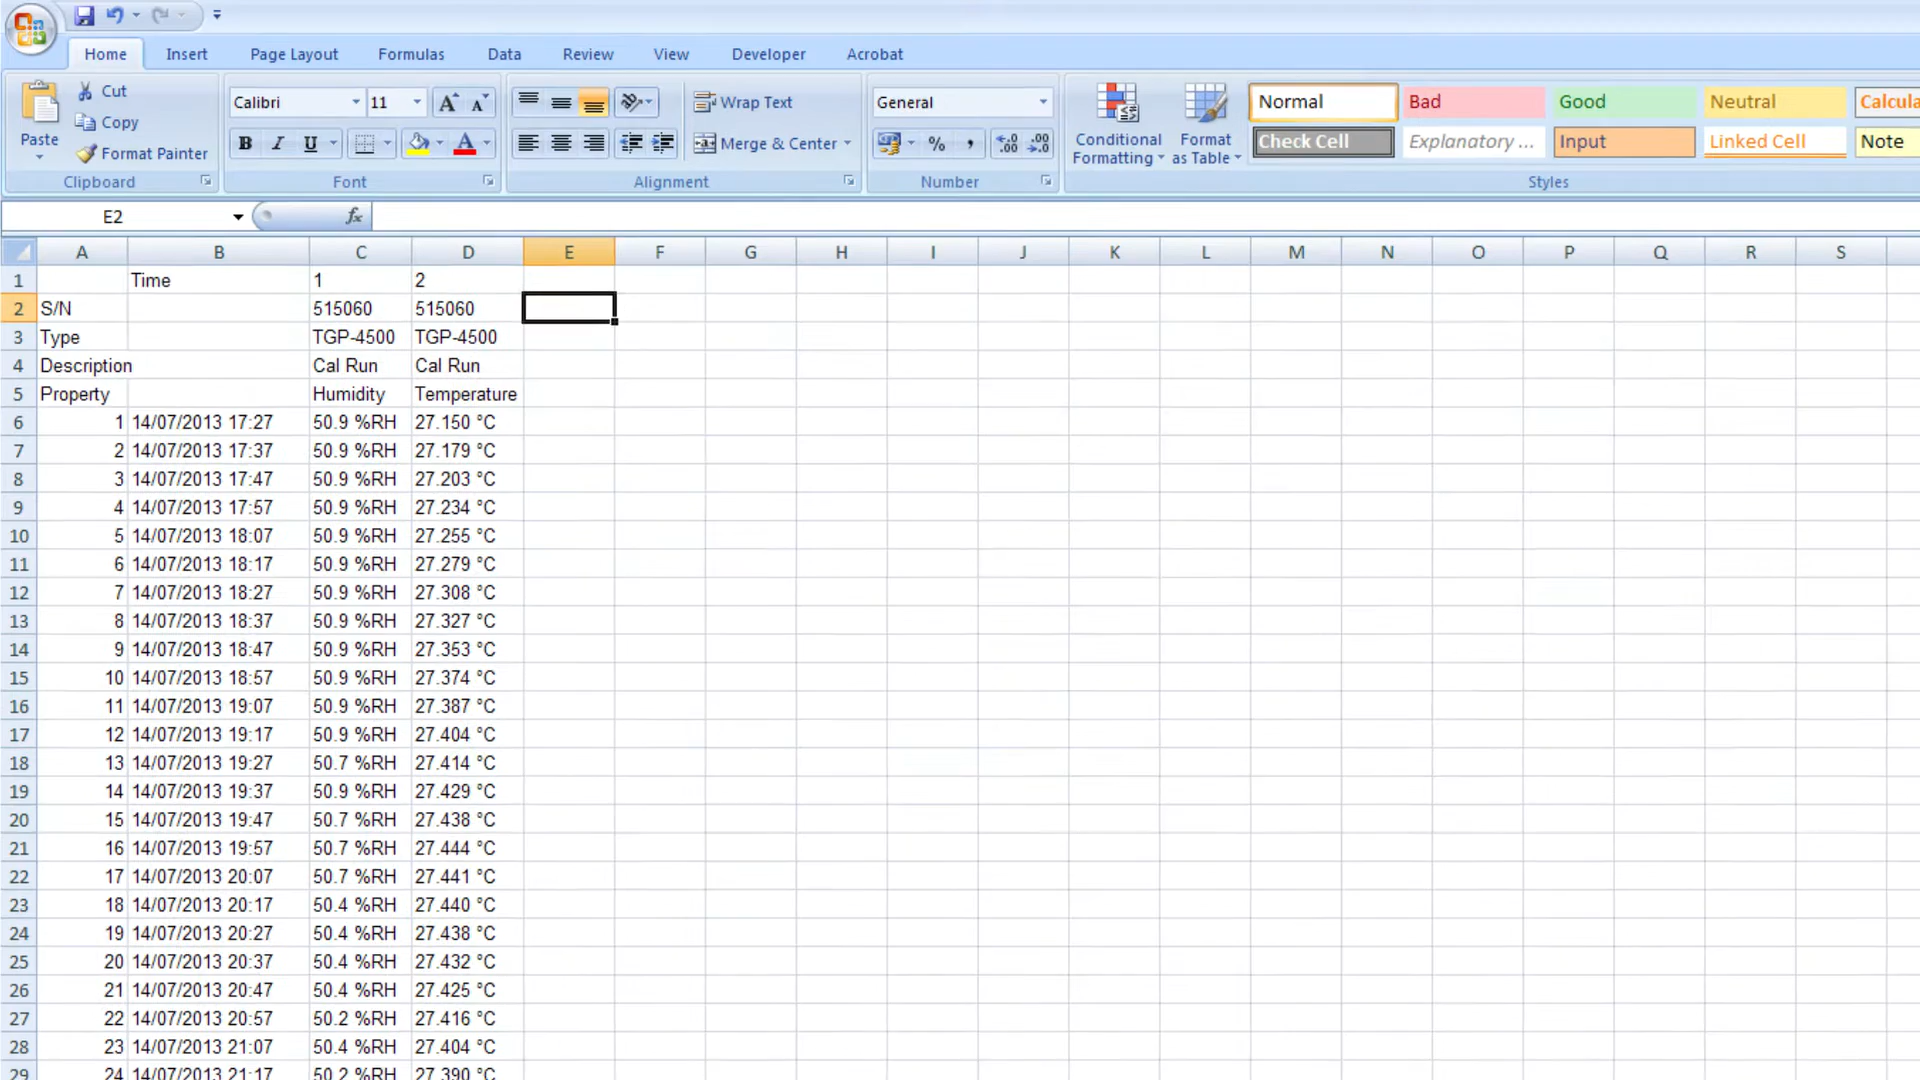 Home Insert Page Layout Formulas Data Review View Developer Acrobat
Cut
Copy
Format Painter
Paste
Clipboard
Calibri 11
B I U
Font
Wrap Text
Merge & Center
Alignment
General
% ,
Number
Conditional Formatting
Format as Table
Normal Bad Good Neutral Calcula
Check Cell Explanatory ... Input Linked Cell Note
Styles
E2 fx
A B C D E F G H I J K L M N O P Q R S
1 Time 1 2
2 S/N 515060 515060
3 Type TGP-4500 TGP-4500
4 Description Cal Run Cal Run
5 Property Humidity Temperature
6 1 14/07/2013 17:27 50.9 %RH 27.150 °C
7 2 14/07/2013 17:37 50.9 %RH 27.179 °C
8 3 14/07/2013 17:47 50.9 %RH 27.203 °C
9 4 14/07/2013 17:57 50.9 %RH 27.234 °C
10 5 14/07/2013 18:07 50.9 %RH 27.255 °C
11 6 14/07/2013 18:17 50.9 %RH 27.279 °C
12 7 14/07/2013 18:27 50.9 %RH 27.308 °C
13 8 14/07/2013 18:37 50.9 %RH 27.327 °C
14 9 14/07/2013 18:47 50.9 %RH 27.353 °C
15 10 14/07/2013 18:57 50.9 %RH 27.374 °C
16 11 14/07/2013 19:07 50.9 %RH 27.387 °C
17 12 14/07/2013 19:17 50.9 %RH 27.404 °C
18 13 14/07/2013 19:27 50.7 %RH 27.414 °C
19 14 14/07/2013 19:37 50.9 %RH 27.429 °C
20 15 14/07/2013 19:47 50.7 %RH 27.438 °C
21 16 14/07/2013 19:57 50.7 %RH 27.444 °C
22 17 14/07/2013 20:07 50.7 %RH 27.441 °C
23 18 14/07/2013 20:17 50.4 %RH 27.440 °C
24 19 14/07/2013 20:27 50.4 %RH 27.438 °C
25 20 14/07/2013 20:37 50.4 %RH 27.432 °C
26 21 14/07/2013 20:47 50.4 %RH 27.425 °C
27 22 14/07/2013 20:57 50.2 %RH 27.416 °C
28 23 14/07/2013 21:07 50.4 %RH 27.404 °C
29 24 14/07/2013 21:17 50.2 %RH 27.390 °C